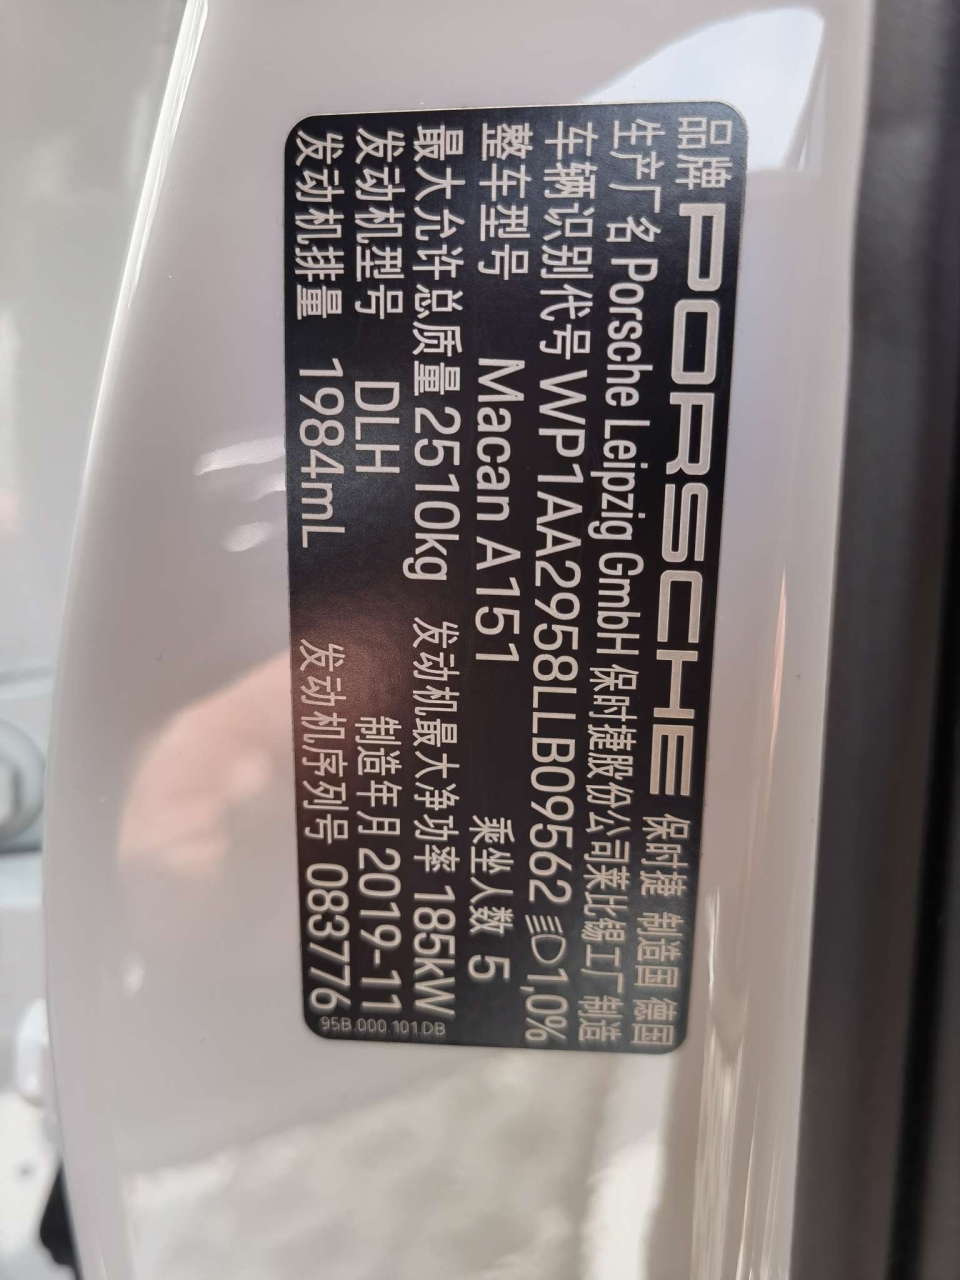 品牌 PORSCHE 保时捷 制造国 德国
生产厂名 Porsche Leipzig GmbH 保时捷股份公司莱比锡工厂制造
车辆识别代号 WP1AA2958LLB09562 1,0%
整车型号 Macan A151 乘坐人数 5
最大允许总质量 2510kg 发动机最大净功率 185kW
发动机型号 DLH 制造年月 2019-11
发动机排量 1984mL 发动机序列号 083776
95B.000.101.DB